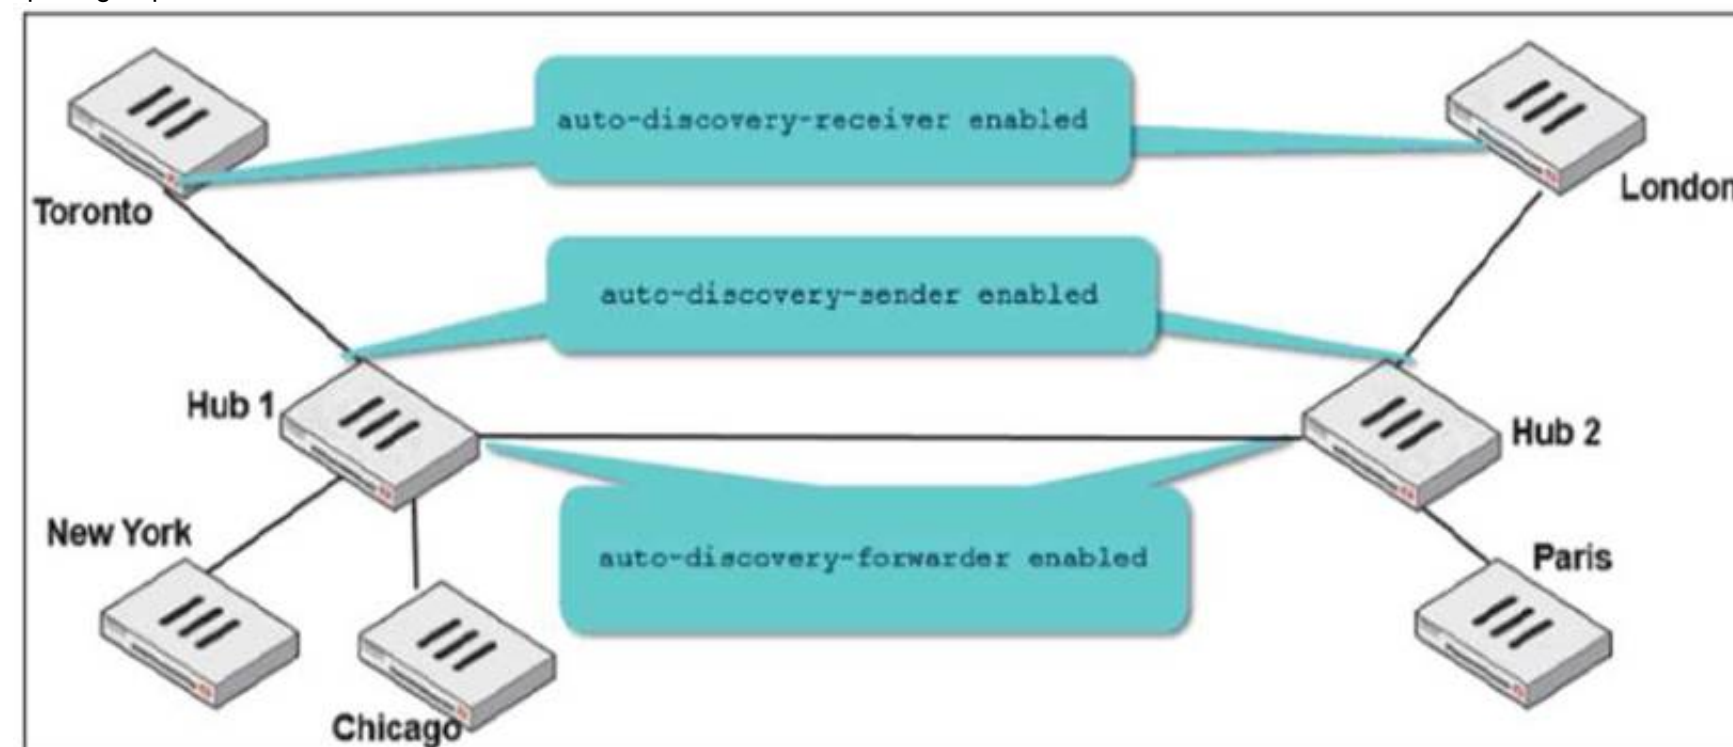 auto-discovery-receiver enabled
Toronto
London
auto-discovery-sender enabled
Hub 1
Hub 2
New York
auto-discovery-forwarder enabled
Paris
Chicago